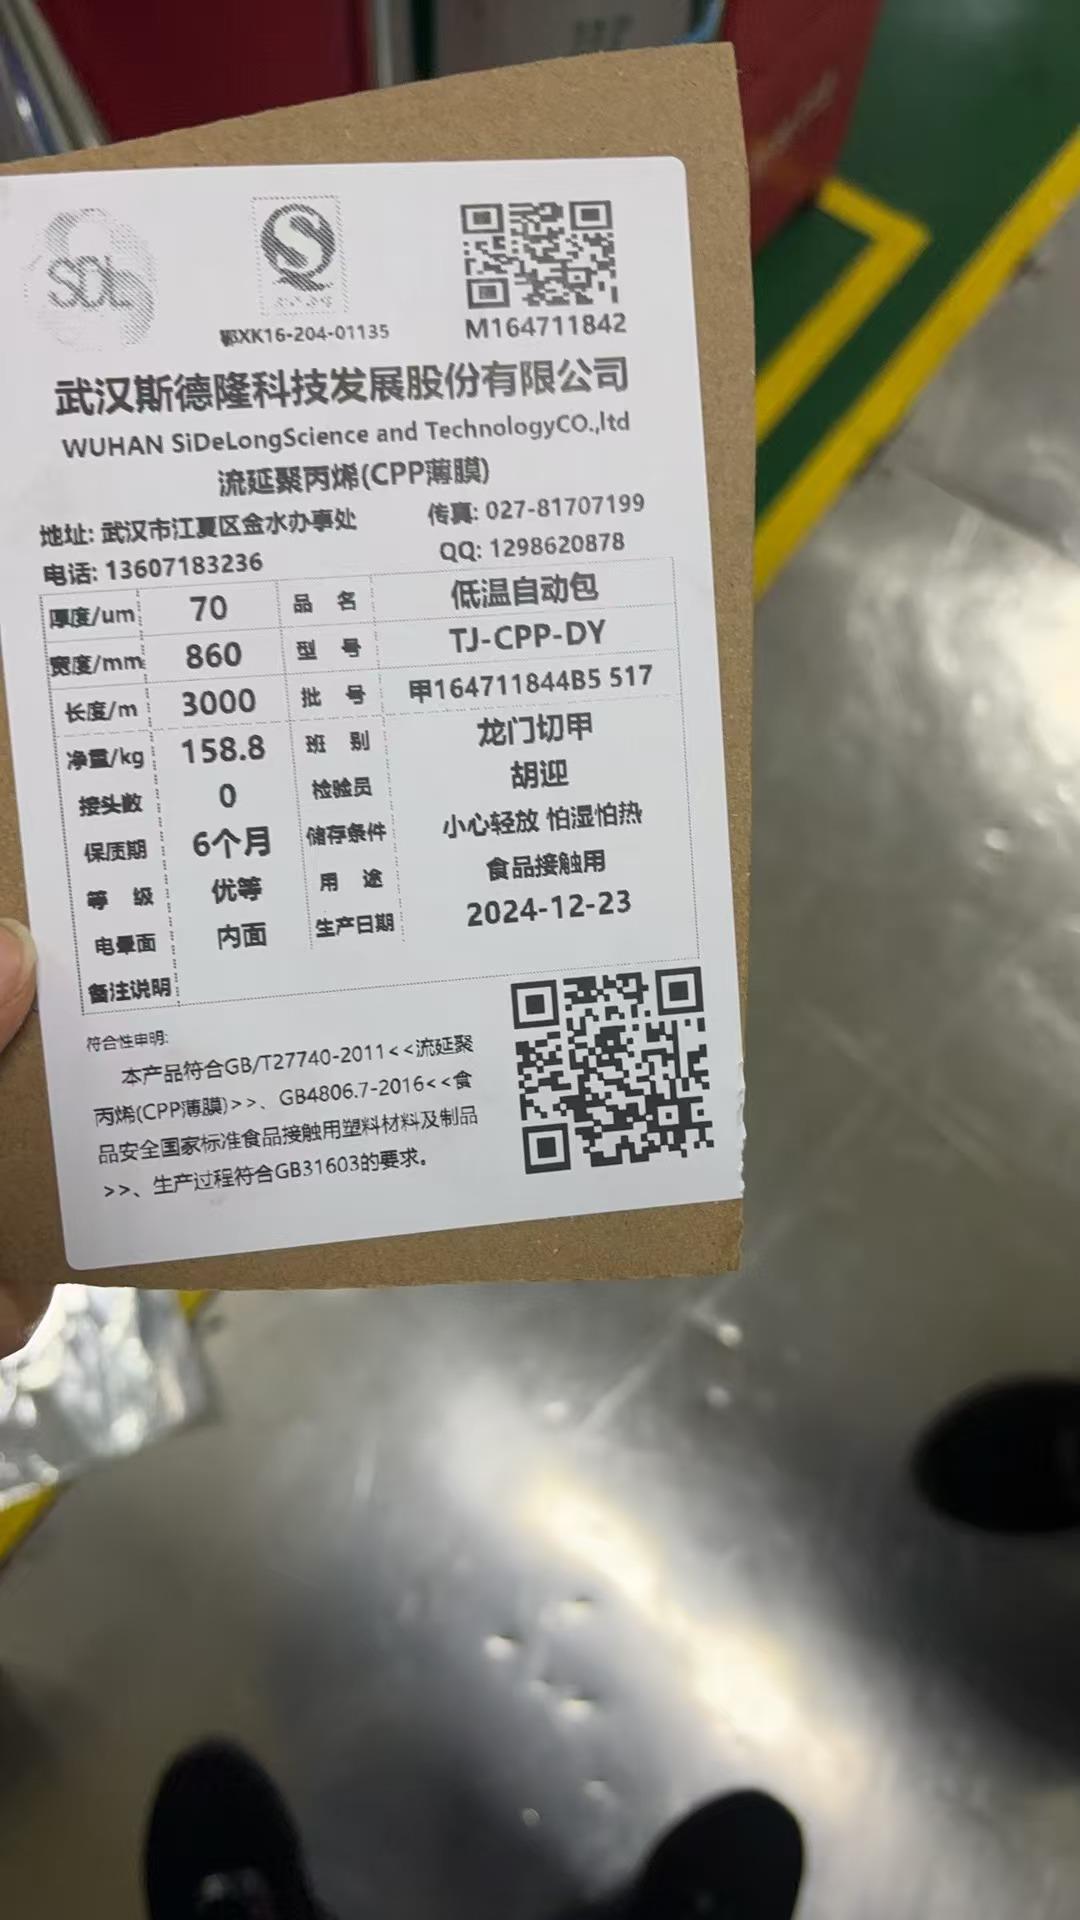 SDL
鄂XK16-204-01135
M164711842
武汉斯德隆科技发展股份有限公司
WUHAN SiDeLongScience and TechnologyCO.,ltd
流延聚丙烯(CPP薄膜)
地址: 武汉市江夏区金水办事处 传真: 027-81707199
电话: 13607183236 QQ: 1298620878
厚度/um 70 品 名 低温自动包
宽度/mm 860 型 号 TJ-CPP-DY
长度/m 3000 批 号 甲164711844B5 517
净重/kg 158.8 班 别 龙门切甲
接头数 0 检验员 胡迎
保质期 6个月 储存条件 小心轻放 怕湿怕热
等 级 优等 用 途 食品接触用
电晕面 内面 生产日期 2024-12-23
备注说明
符合性申明:
本产品符合GB/T27740-2011<<流延聚
丙烯(CPP薄膜)>>、GB4806.7-2016<<食
品安全国家标准食品接触用塑料材料及制品
>>、生产过程符合GB31603的要求。